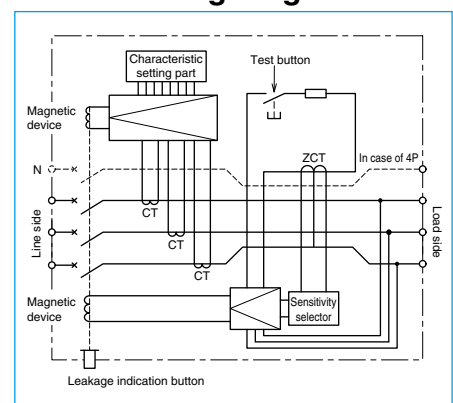 Characteristic
setting part
Test button
Magnetic
device
N
ZCT
In case of 4P
CT
CT
CT
Line side
Load side
Magnetic
device
Sensitivity
selector
Leakage indication button